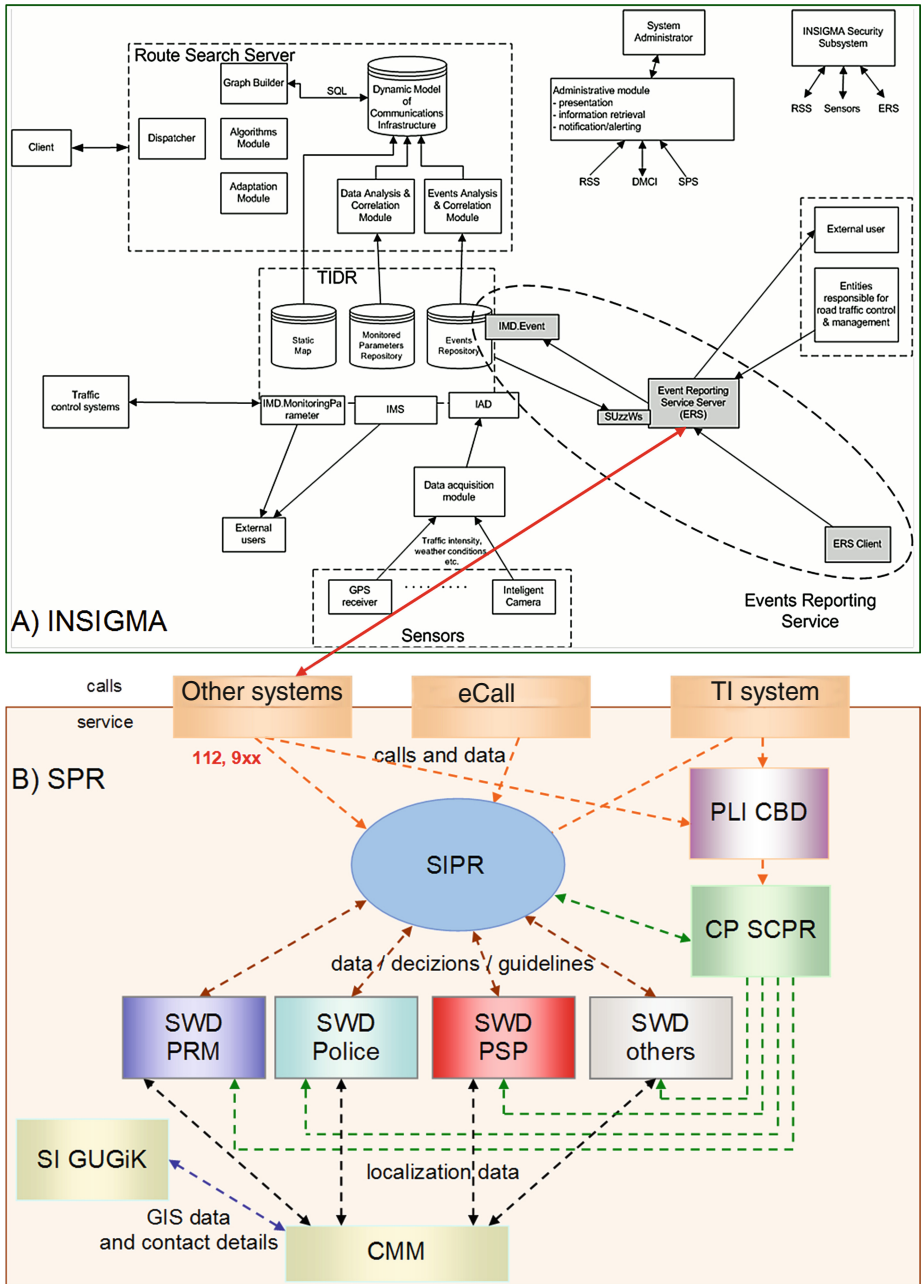 System
Administrator
INSIGMA Security
Subsystem
Route Search Server
Graph Builder
SQL
Dynamic Model
of
Communications
Infrastructure
Administrative module
- presentation
- information retrieval
- notification/alerting
RSS
Sensors
ERS
Client
Dispatcher
Algorithms
Module
Adaptation
Module
Data Analysis &
Correlation
Module
Events Analysis
& Correlation
Module
RSS
DMCI
SPS
External user
Entities
responsible for
road traffic control
& management
TIDR
Static
Map
Monitored
Parameters
Repository
Events
Repository
IMD.Event
Event Reporting
Service Server
(ERS)
SUzzWs
Traffic
control systems
IMD.MonitoringPa
rameter
IMS
IAD
Data acquisition
module
External
users
Traffic intensity,
weather conditions,
etc.
ERS Client
GPS
receiver
. . . . . . . . . .
Inteligent
Camera
Sensors
Events Reporting
Service
A) INSIGMA
calls
service
Other systems
eCall
TI system
112, 9xx
calls and data
B) SPR
PLI CBD
SIPR
CP SCPR
data / decizions / guidelines
SWD
PRM
SWD
Police
SWD
PSP
SWD
others
SI GUGiK
localization data
GIS data
and contact details
CMM